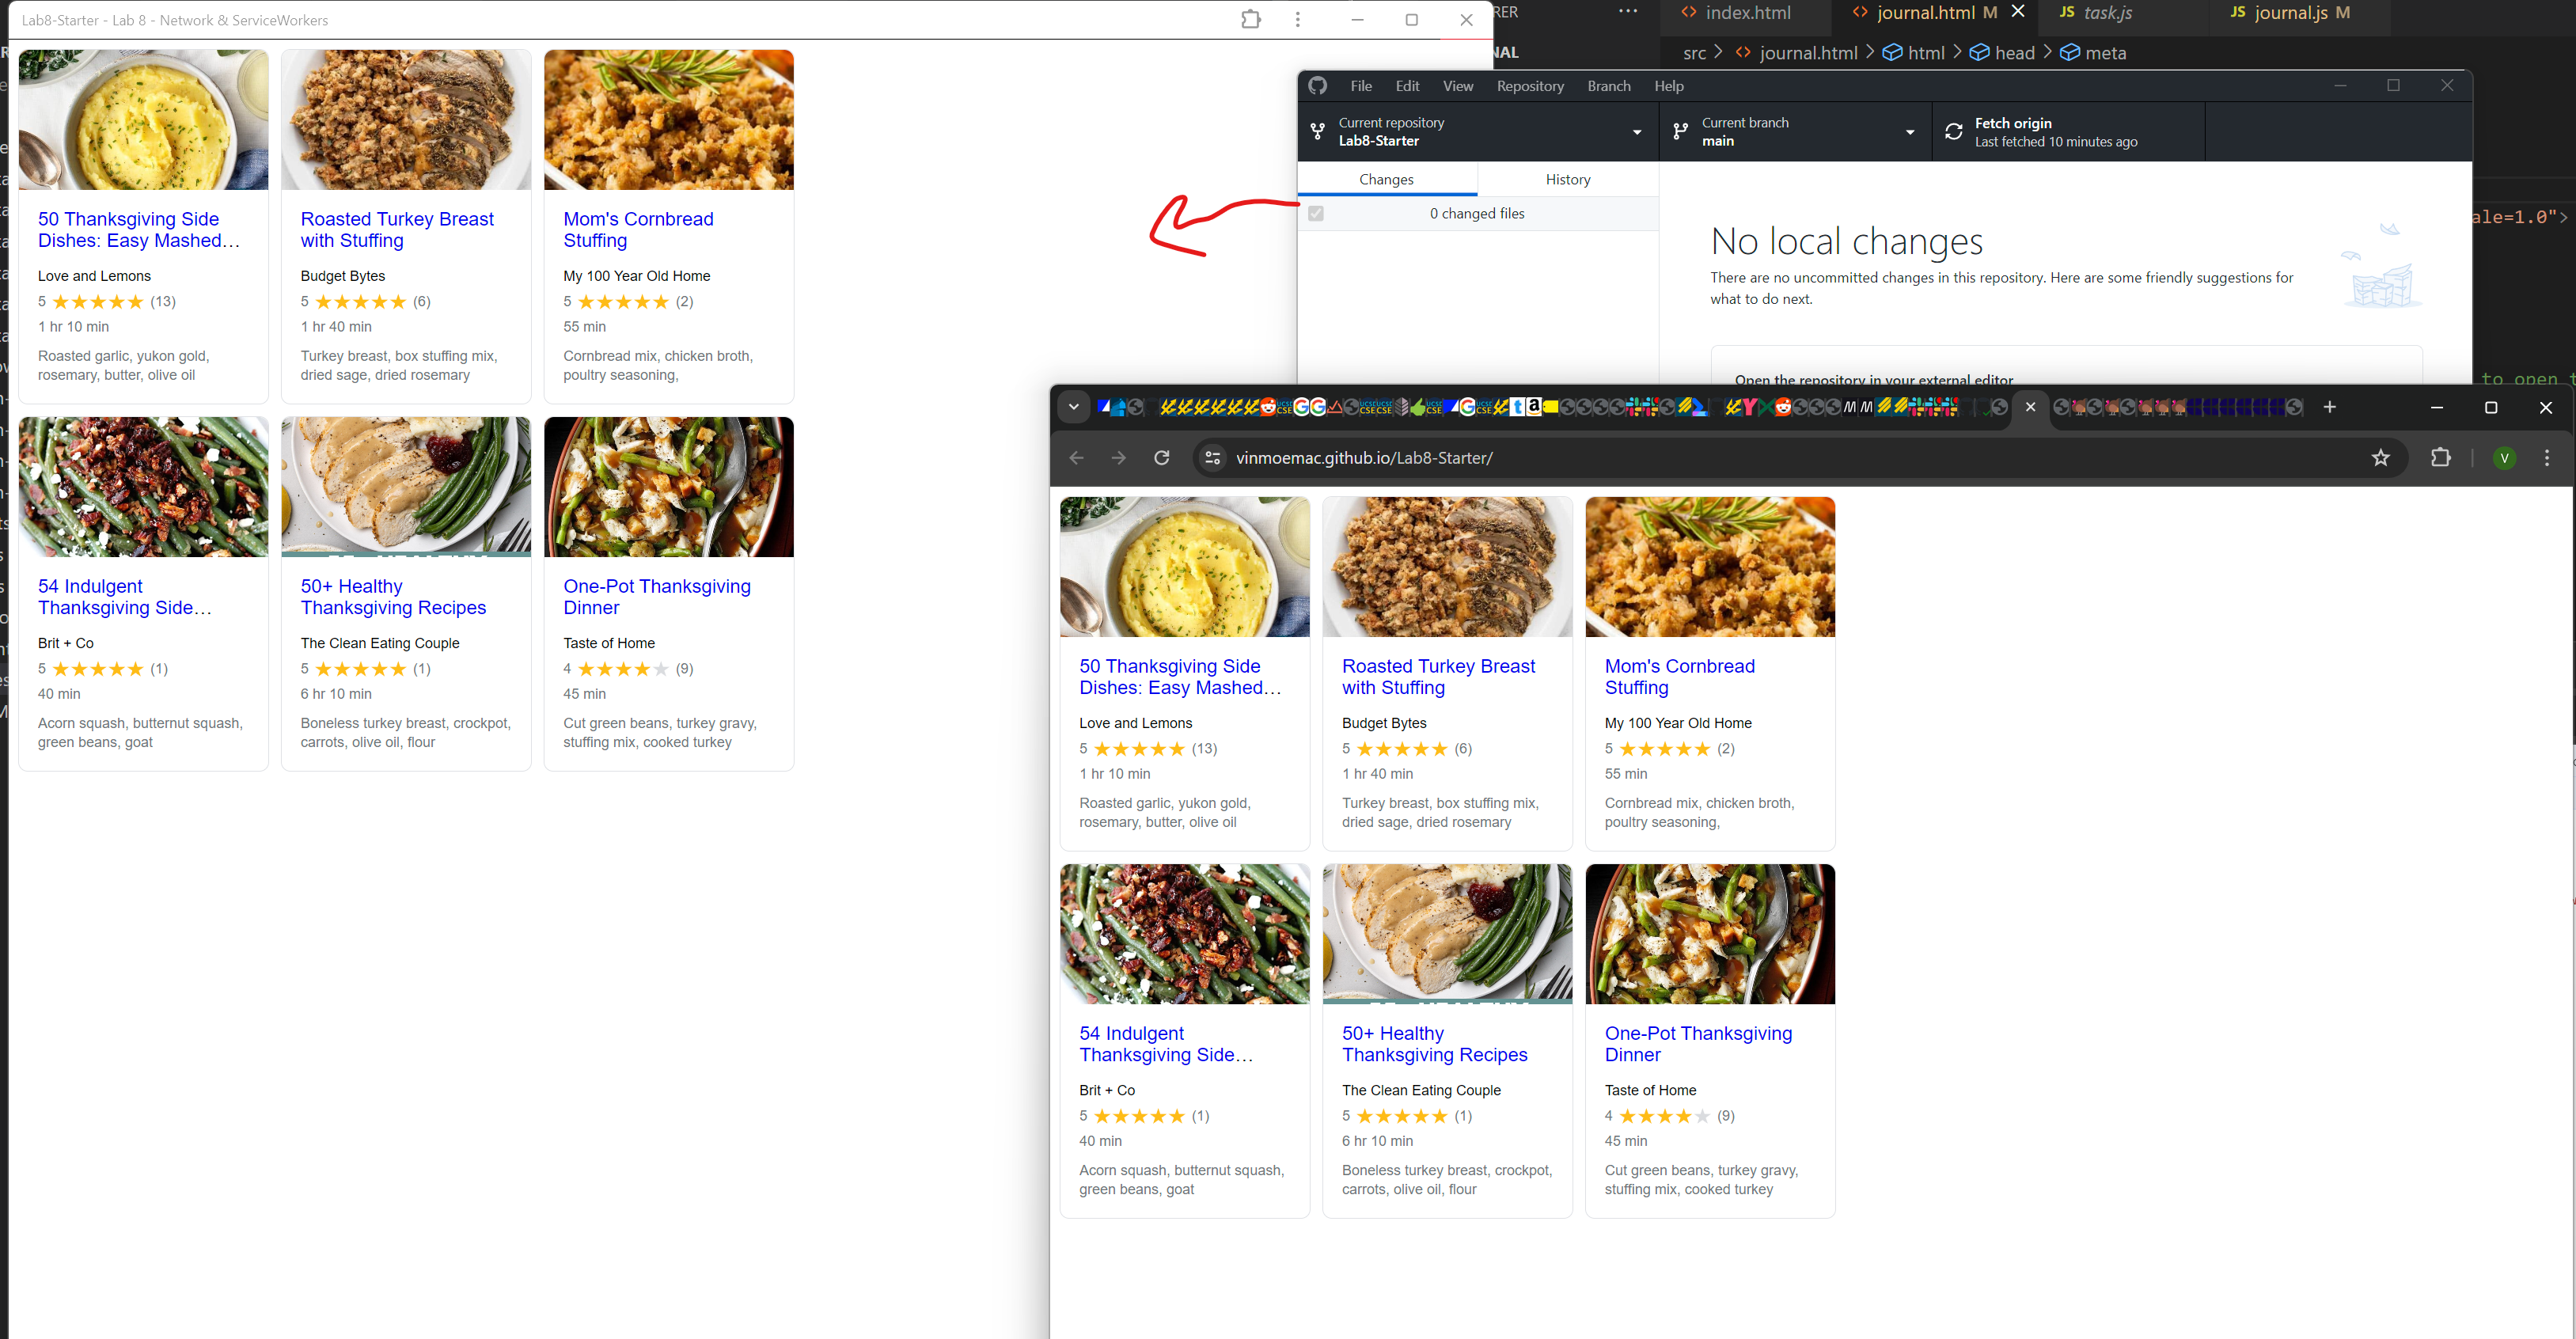 Lab8-Starter - Lab 8 - Network & ServiceWorkers
50 Thanksgiving Side
Dishes: Easy Mashed...
Love and Lemons
5 ★★★★★ (13)
1 hr 10 min
Roasted garlic, yukon gold,
rosemary, butter, olive oil
Roasted Turkey Breast
with Stuffing
Budget Bytes
5 ★★★★★ (6)
1 hr 40 min
Turkey breast, box stuffing mix,
dried sage, dried rosemary
Mom's Cornbread
Stuffing
My 100 Year Old Home
5 ★★★★★ (2)
55 min
Cornbread mix, chicken broth,
poultry seasoning,
54 Indulgent
Thanksgiving Side...
Brit + Co
5 ★★★★★ (1)
40 min
Acorn squash, butternut squash,
green beans, goat
50+ Healthy
Thanksgiving Recipes
The Clean Eating Couple
5 ★★★★★ (1)
6 hr 10 min
Boneless turkey breast, crockpot,
carrots, olive oil, flour
One-Pot Thanksgiving
Dinner
Taste of Home
4 ★★★★★ (9)
45 min
Cut green beans, turkey gravy,
stuffing mix, cooked turkey
RER
NAL
index.html
journal.html M
JS task.js
JS journal.js M
src > journal.html > html > head > meta
ale=1.0">
to open t
File Edit View Repository Branch Help
Current repository
Lab8-Starter
Current branch
main
Fetch origin
Last fetched 10 minutes ago
Changes
History
0 changed files
No local changes
There are no uncommitted changes in this repository. Here are some friendly suggestions for
what to do next.
Open the repository in your external editor
vinmoemac.github.io/Lab8-Starter/
V
50 Thanksgiving Side
Dishes: Easy Mashed...
Love and Lemons
5 ★★★★★ (13)
1 hr 10 min
Roasted garlic, yukon gold,
rosemary, butter, olive oil
Roasted Turkey Breast
with Stuffing
Budget Bytes
5 ★★★★★ (6)
1 hr 40 min
Turkey breast, box stuffing mix,
dried sage, dried rosemary
Mom's Cornbread
Stuffing
My 100 Year Old Home
5 ★★★★★ (2)
55 min
Cornbread mix, chicken broth,
poultry seasoning,
54 Indulgent
Thanksgiving Side...
Brit + Co
5 ★★★★★ (1)
40 min
Acorn squash, butternut squash,
green beans, goat
50+ Healthy
Thanksgiving Recipes
The Clean Eating Couple
5 ★★★★★ (1)
6 hr 10 min
Boneless turkey breast, crockpot,
carrots, olive oil, flour
One-Pot Thanksgiving
Dinner
Taste of Home
4 ★★★★★ (9)
45 min
Cut green beans, turkey gravy,
stuffing mix, cooked turkey